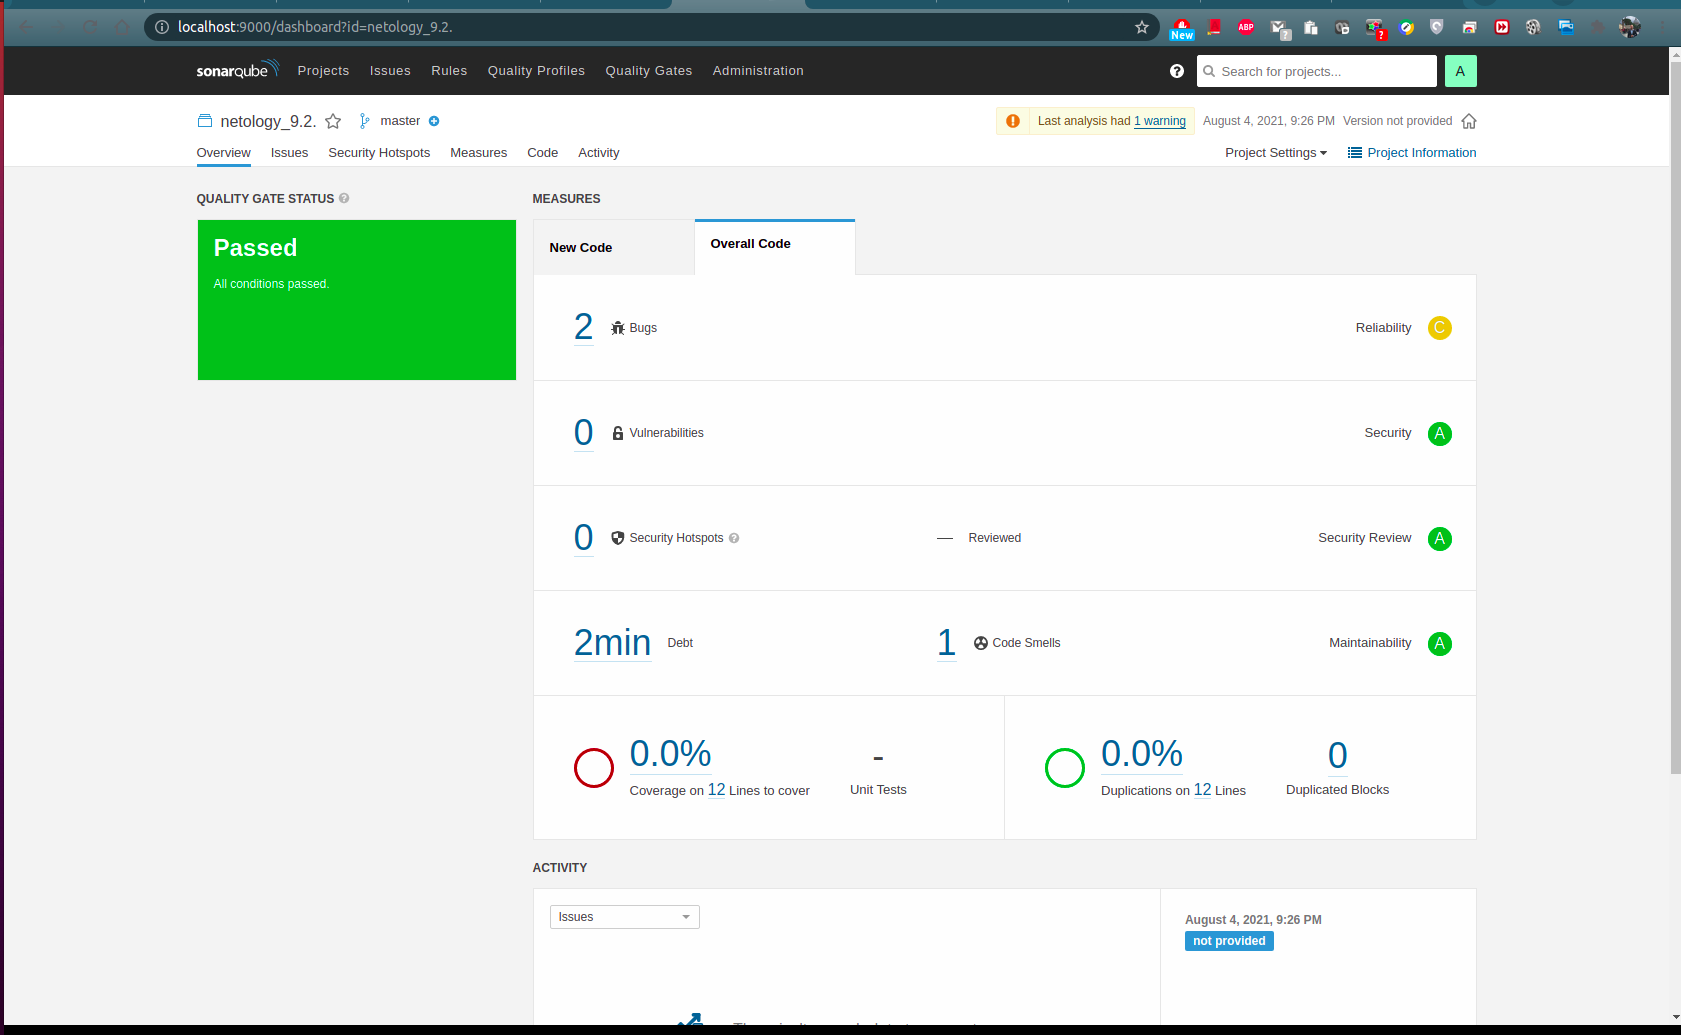 localhost:9000/dashboard?id=netology_9.2.
New
ABP
?
?
sonarqube Projects Issues Rules Quality Profiles Quality Gates Administration
? Search for projects... A
netology_9.2. master
Last analysis had 1 warning August 4, 2021, 9:26 PM Version not provided
Overview Issues Security Hotspots Measures Code Activity
Project Settings Project Information
QUALITY GATE STATUS ?
Passed
All conditions passed.
MEASURES
New Code
Overall Code
2 Bugs Reliability C
0 Vulnerabilities Security A
0 Security Hotspots ? — Reviewed Security Review A
2min Debt 1 Code Smells Maintainability A
0.0%
Coverage on 12 Lines to cover
-
Unit Tests
0.0%
Duplications on 12 Lines
0
Duplicated Blocks
ACTIVITY
Issues
August 4, 2021, 9:26 PM
not provided